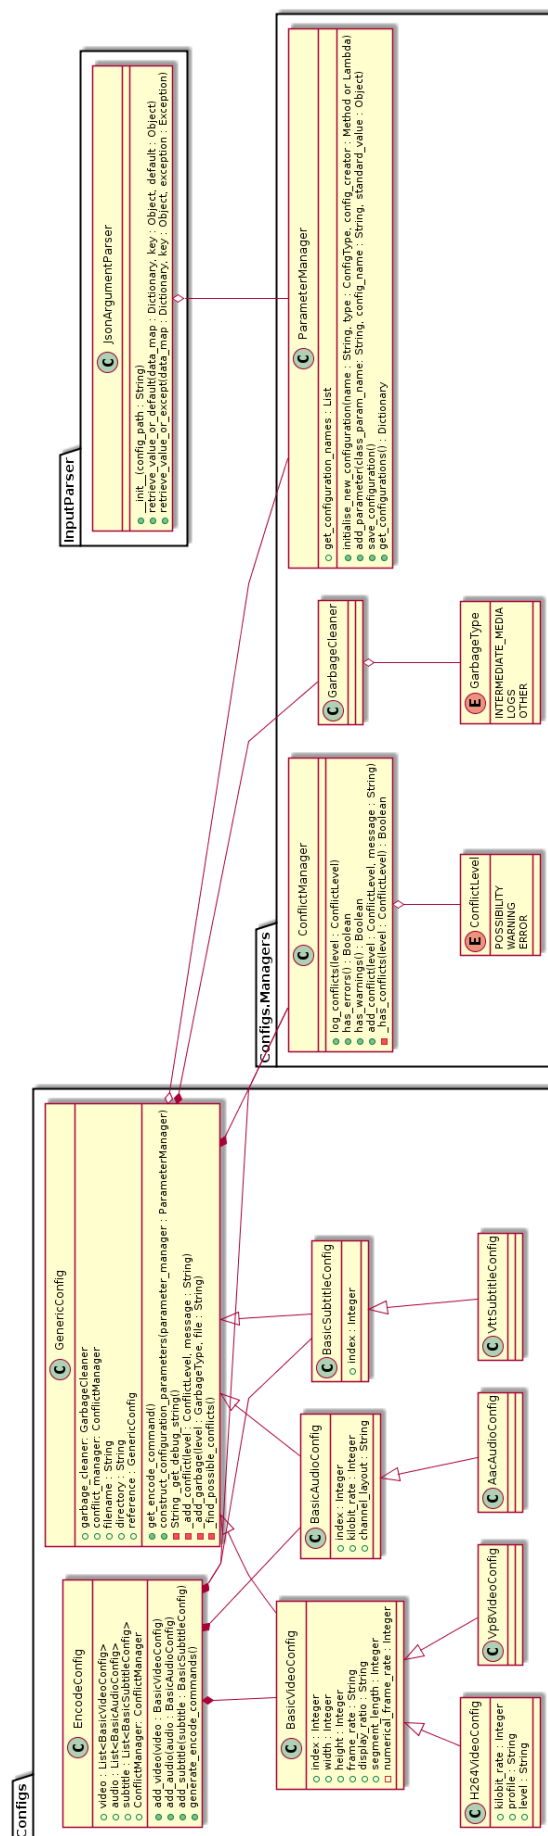 Configs
EncodeConfig
video : List<BasicVideoConfig>
audio : List<BasicAudioConfig>
subtitle : List<BasicSubtitleConfig>
ConflictManager: ConflictManager
add_video(video : BasicVideoConfig)
add_audio(audio : BasicAudioConfig)
add_subtitle(subtitle : BasicSubtitleConfig)
generate_encode_commands()
GenericConfig
garbage_cleaner: GarbageCleaner
conflict_manager: ConflictManager
filename : String
directory : String
reference : GenericConfig
get_encode_command()
construct_configuration_parameters(parameter_manager : ParameterManager)
String _get_debug_string()
_add_conflict(level : ConflictLevel, message : String)
_add_garbage(level : GarbageType, file : String)
_find_possible_conflicts()
BasicVideoConfig
index : Integer
width : Integer
height : Integer
frame_rate : String
display_ratio : String
segment_length : Integer
numerical_frame_rate : Integer
BasicAudioConfig
index : Integer
kilobit_rate : Integer
channel_layout : String
BasicSubtitleConfig
index : Integer
H264VideoConfig
kilobit_rate : Integer
profile : String
level : String
Vp8VideoConfig
AacAudioConfig
VttSubtitleConfig
Configs.Managers
ConflictManager
log_conflicts(level : ConflictLevel)
has_errors() : Boolean
has_warnings() : Boolean
add_conflict(level : ConflictLevel, message : String)
_has_conflicts(level : ConflictLevel) : Boolean
GarbageCleaner
ParameterManager
get_configuration_names : List
initialise_new_configuration(name : String, type : ConfigType, config_creator : Method or Lambda)
add_parameter(class_param_name: String, config_name : String, standard_value : Object)
save_configuration()
get_configurations() : Dictionary
ConflictLevel
POSSIBILITY
WARNING
ERROR
GarbageType
INTERMEDIATE_MEDIA
LOGS
OTHER
InputParser
JsonArgumentParser
__init__(config_path : String)
retrieve_value_or_default(data_map : Dictionary, key : Object, default : Object)
retrieve_value_or_except(data_map : Dictionary, key : Object, exception : Exception)